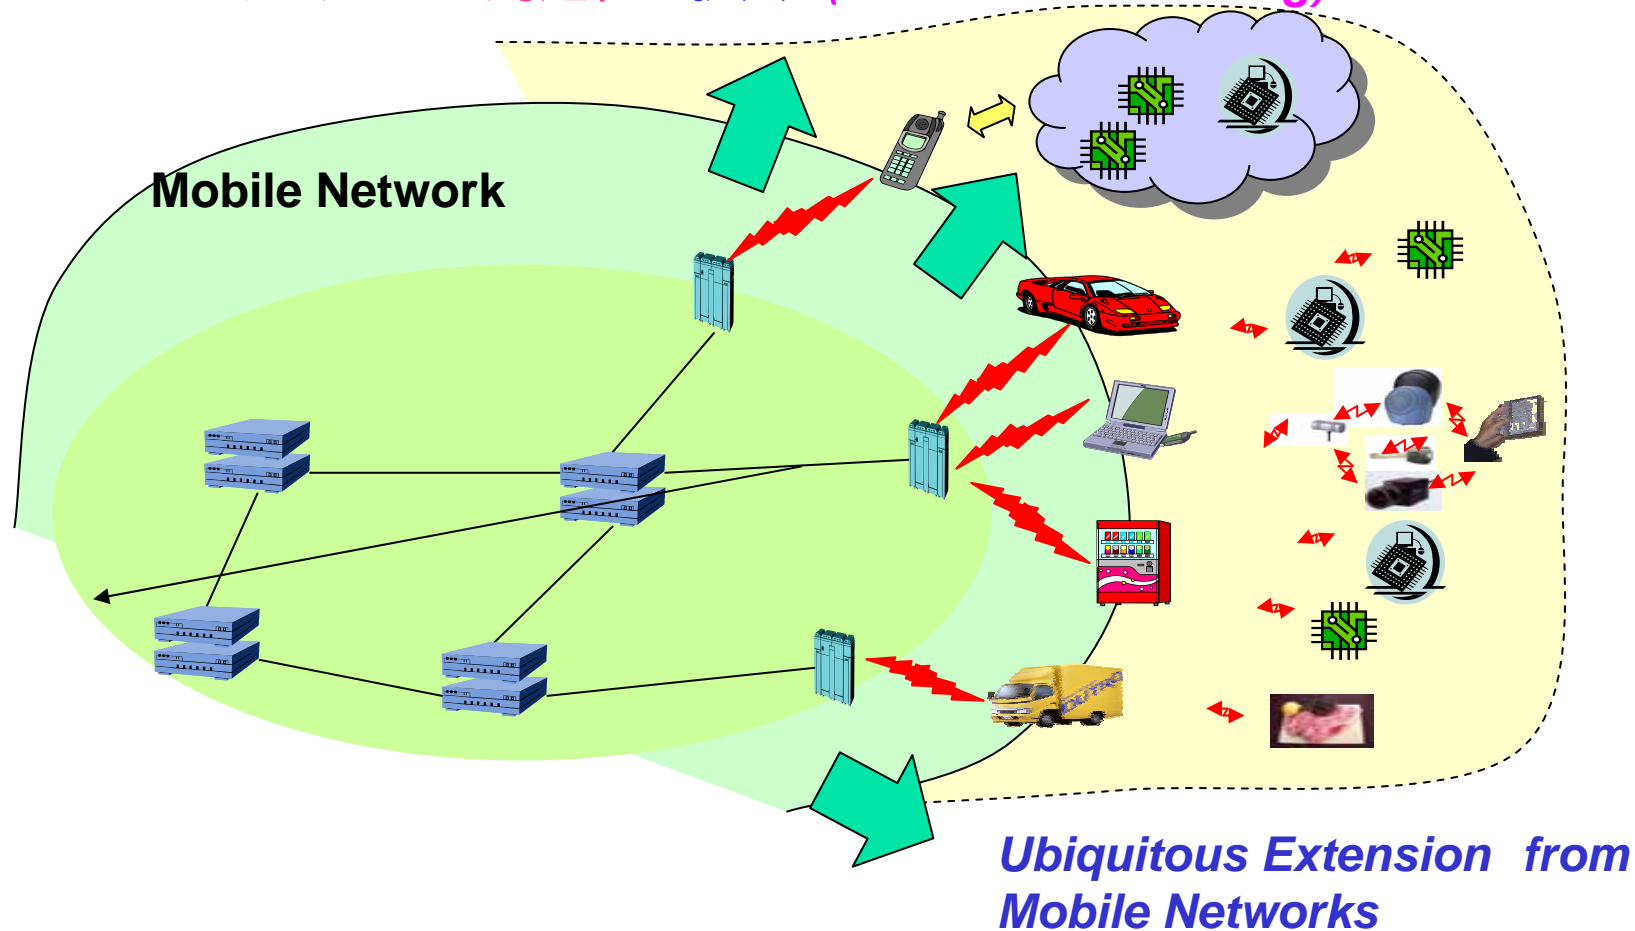 Mobile Network
Ubiquitous Extension from
Mobile Networks